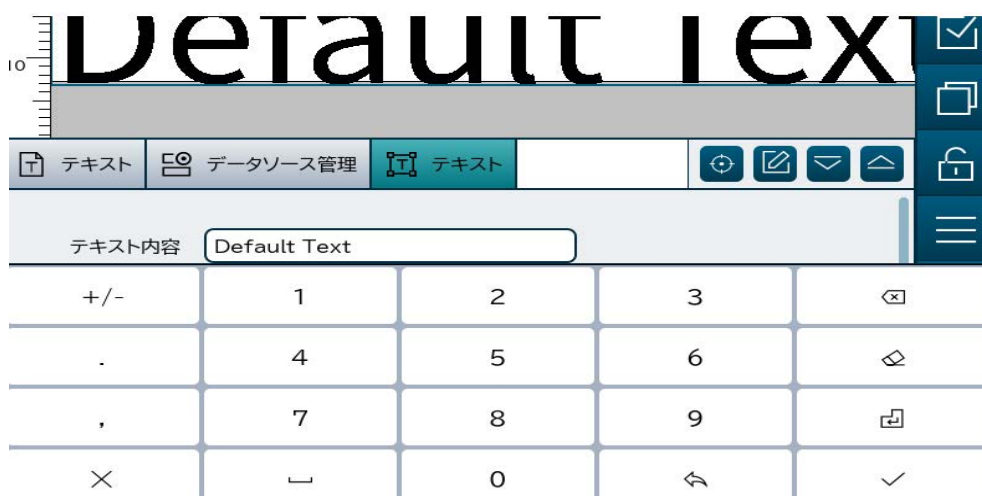 Default Text
10
テキスト データソース管理 テキスト
テキスト内容 Default Text
+/- 1 2 3
. 4 5 6
, 7 8 9
0